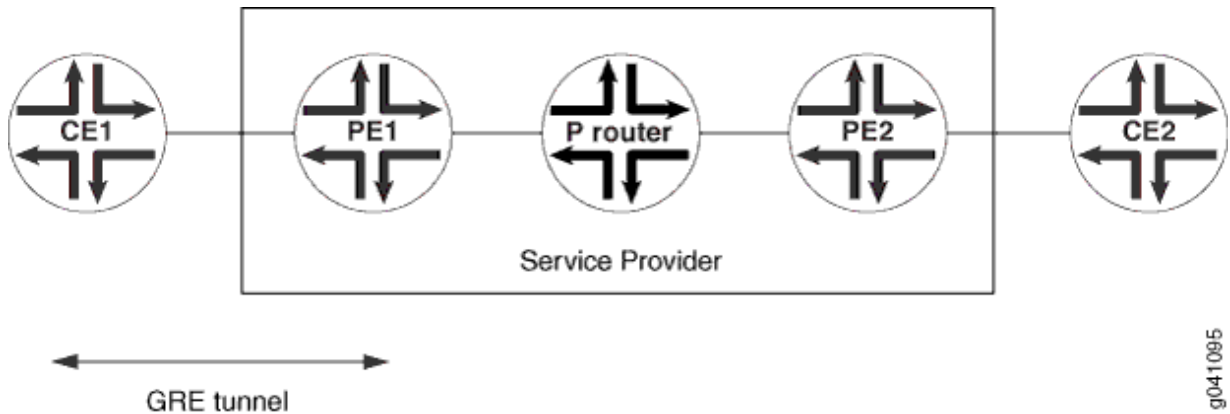 CE1
PE1
P router
PE2
CE2
Service Provider
GRE tunnel
g041095